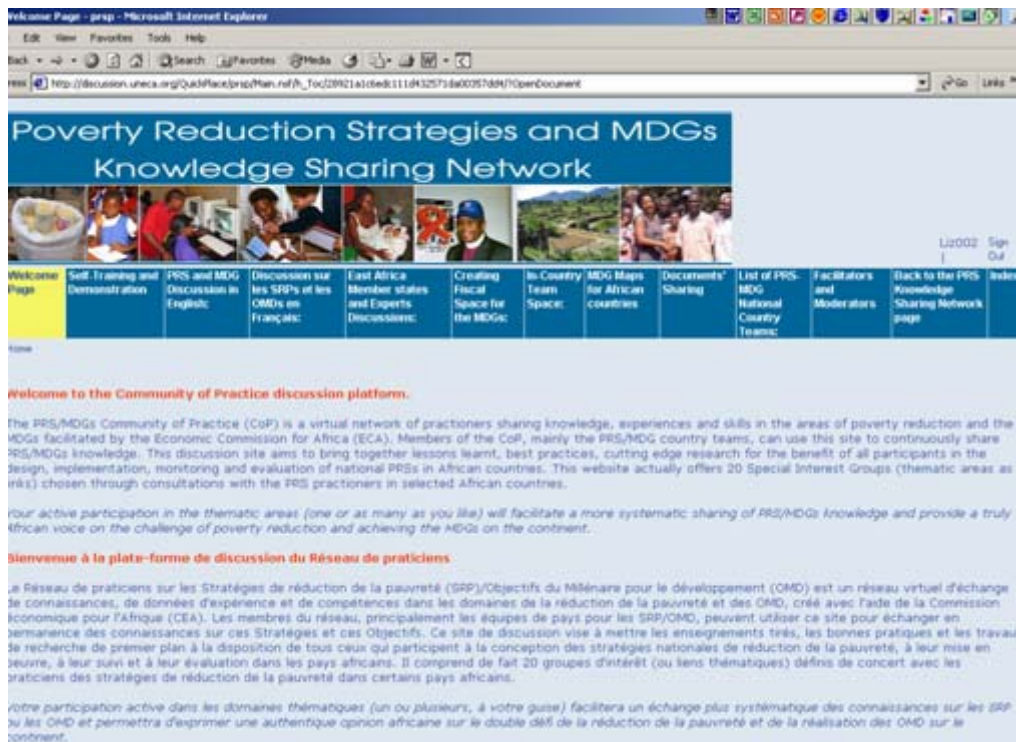 Welcome Page - prsp - Microsoft Internet Explorer
Edit View Favorites Tools Help
Back Search Favorites Media
http://discussion.uneca.org/QuickPlace/prsp/Main.nsf/h_Toc/ ?OpenDocument Go Links
Poverty Reduction Strategies and MDGs
Knowledge Sharing Network
Liz002 | Sign Out
Welcome Page
Self-Training and Demonstration
PRS and MDG Discussion in English:
Discussion sur les SRPs et les OMDs en Français:
East Africa Member states and Experts Discussions:
Creating Fiscal Space for the MDGs:
In-Country Team Space:
MDG Maps for African countries
Documents' Sharing
List of PRS-MDG National Country Teams:
Facilitators and Moderators
Back to the PRS Knowledge Sharing Network page
Index
Home
Welcome to the Community of Practice discussion platform.
The PRS/MDGs Community of Practice (CoP) is a virtual network of practioners sharing knowledge, experiences and skills in the areas of poverty reduction and the
MDGs facilitated by the Economic Commission for Africa (ECA). Members of the CoP, mainly the PRS/MDG country teams, can use this site to continuously share
PRS/MDGs knowledge. This discussion site aims to bring together lessons learnt, best practices, cutting edge research for the benefit of all participants in the
design, implementation, monitoring and evaluation of national PRSs in African countries. This website actually offers 20 Special Interest Groups (thematic areas as
links) chosen through consultations with the PRS practioners in selected African countries.
Your active participation in the thematic areas (one or as many as you like) will facilitate a more systematic sharing of PRS/MDGs knowledge and provide a truly
African voice on the challenge of poverty reduction and achieving the MDGs on the continent.
Bienvenue à la plate-forme de discussion du Réseau de praticiens
Le Réseau de praticiens sur les Stratégies de réduction de la pauvreté (SRP)/Objectifs du Millénaire pour le développement (OMD) est un réseau virtuel d'échange
de connaissances, de données d'expérience et de compétences dans les domaines de la réduction de la pauvreté et des OMD, créé avec l'aide de la Commission
économique pour l'Afrique (CEA). Les membres du réseau, principalement les équipes de pays pour les SRP/OMD, peuvent utiliser ce site pour échanger en
permanence des connaissances sur ces Stratégies et ces Objectifs. Ce site de discussion vise à mettre les enseignements tirés, les bonnes pratiques et les travau
de recherche de premier plan à la disposition de tous ceux qui participent à la conception des stratégies nationales de réduction de la pauvreté, à leur mise en
oeuvre, à leur suivi et à leur évaluation dans les pays africains. Il comprend de fait 20 groupes d'intérêt (ou liens thématiques) définis de concert avec les
praticiens des stratégies de réduction de la pauvreté dans certains pays africains.
Votre participation active dans les domaines thématiques (un ou plusieurs, à votre guise) facilitera un échange plus systématique des connaissances sur les SRP
ou les OMD et permettra d'exprimer une authentique opinion africaine sur le double défi de la réduction de la pauvreté et de la réalisation des OMD sur le
continent.